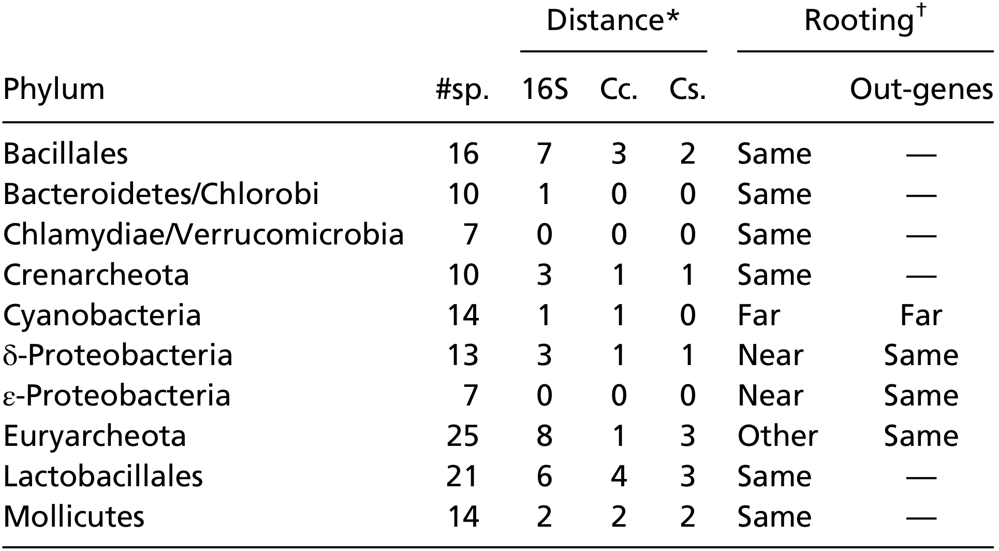 Distance* Rooting†
Phylum #sp. 16S Cc. Cs. Out-genes
Bacillales 16 7 3 2 Same —
Bacteroidetes/Chlorobi 10 1 0 0 Same —
Chlamydiae/Verrucomicrobia 7 0 0 0 Same —
Crenarcheota 10 3 1 1 Same —
Cyanobacteria 14 1 1 0 Far Far
δ-Proteobacteria 13 3 1 1 Near Same
ε-Proteobacteria 7 0 0 0 Near Same
Euryarcheota 25 8 1 3 Other Same
Lactobacillales 21 6 4 3 Same —
Mollicutes 14 2 2 2 Same —